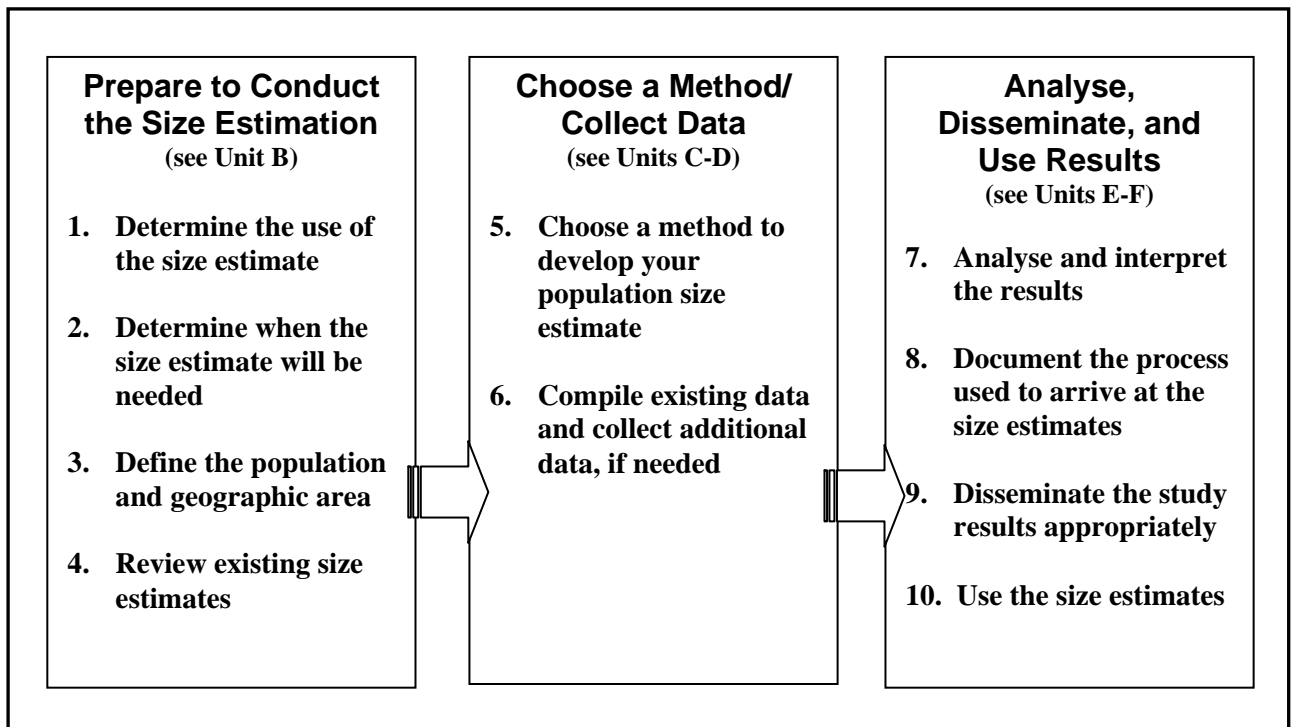 Prepare to Conduct
the Size Estimation
(see Unit B)
1. Determine the use of
the size estimate
2. Determine when the
size estimate will be
needed
3. Define the population
and geographic area
4. Review existing size
estimates
Choose a Method/
Collect Data
(see Units C-D)
5. Choose a method to
develop your
population size
estimate
6. Compile existing data
and collect additional
data, if needed
Analyse,
Disseminate, and
Use Results
(see Units E-F)
7. Analyse and interpret
the results
8. Document the process
used to arrive at the
size estimates
9. Disseminate the study
results appropriately
10. Use the size estimates